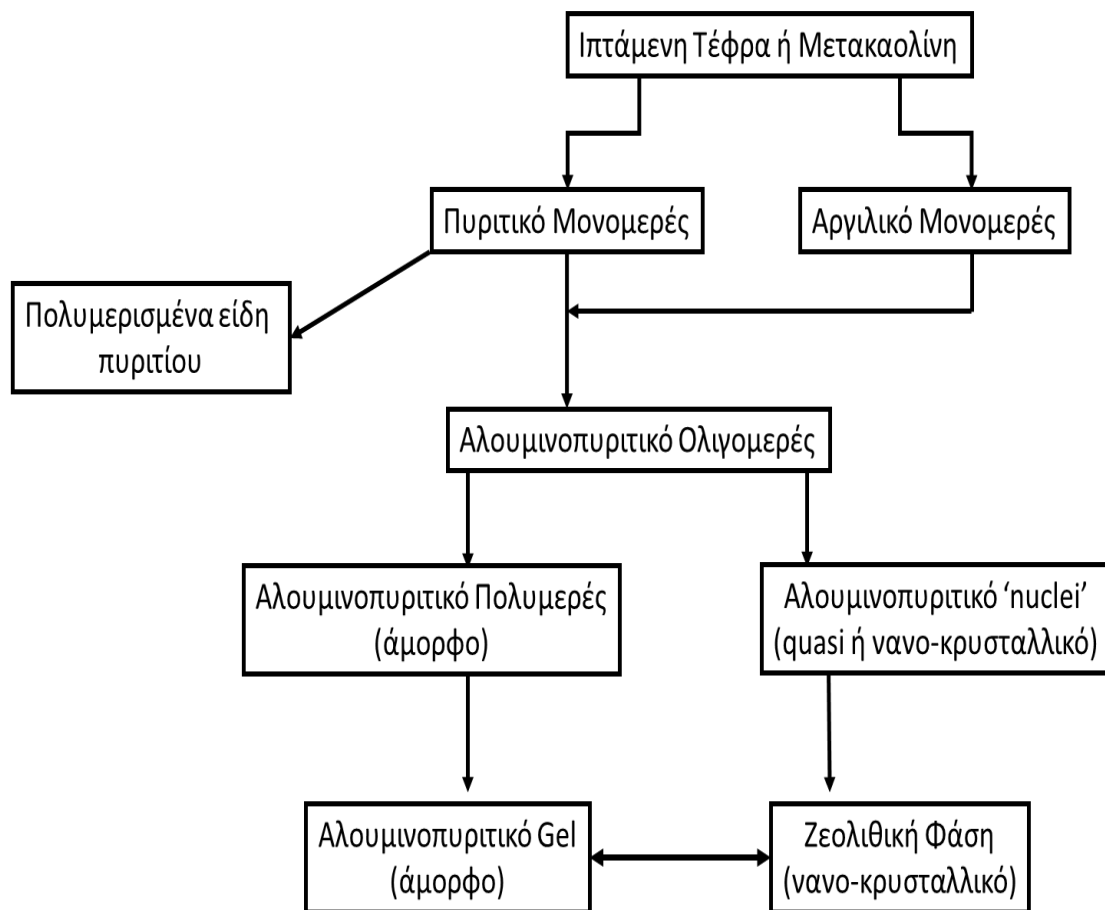 Ιπτάμενη Τέφρα ή Μετακαολίνη
Πυριτικό Μονομερές
Αργιλικό Μονομερές
Πολυμερισμένα είδη
πυριτίου
Αλουμινοπυριτικό Ολιγομερές
Αλουμινοπυριτικό Πολυμερές
(άμορφο)
Αλουμινοπυριτικό ‘nuclei’
(quasi ή νανο-κρυσταλλικό)
Αλουμινοπυριτικό Gel
(άμορφο)
Ζεολιθική Φάση
(νανο-κρυσταλλικό)